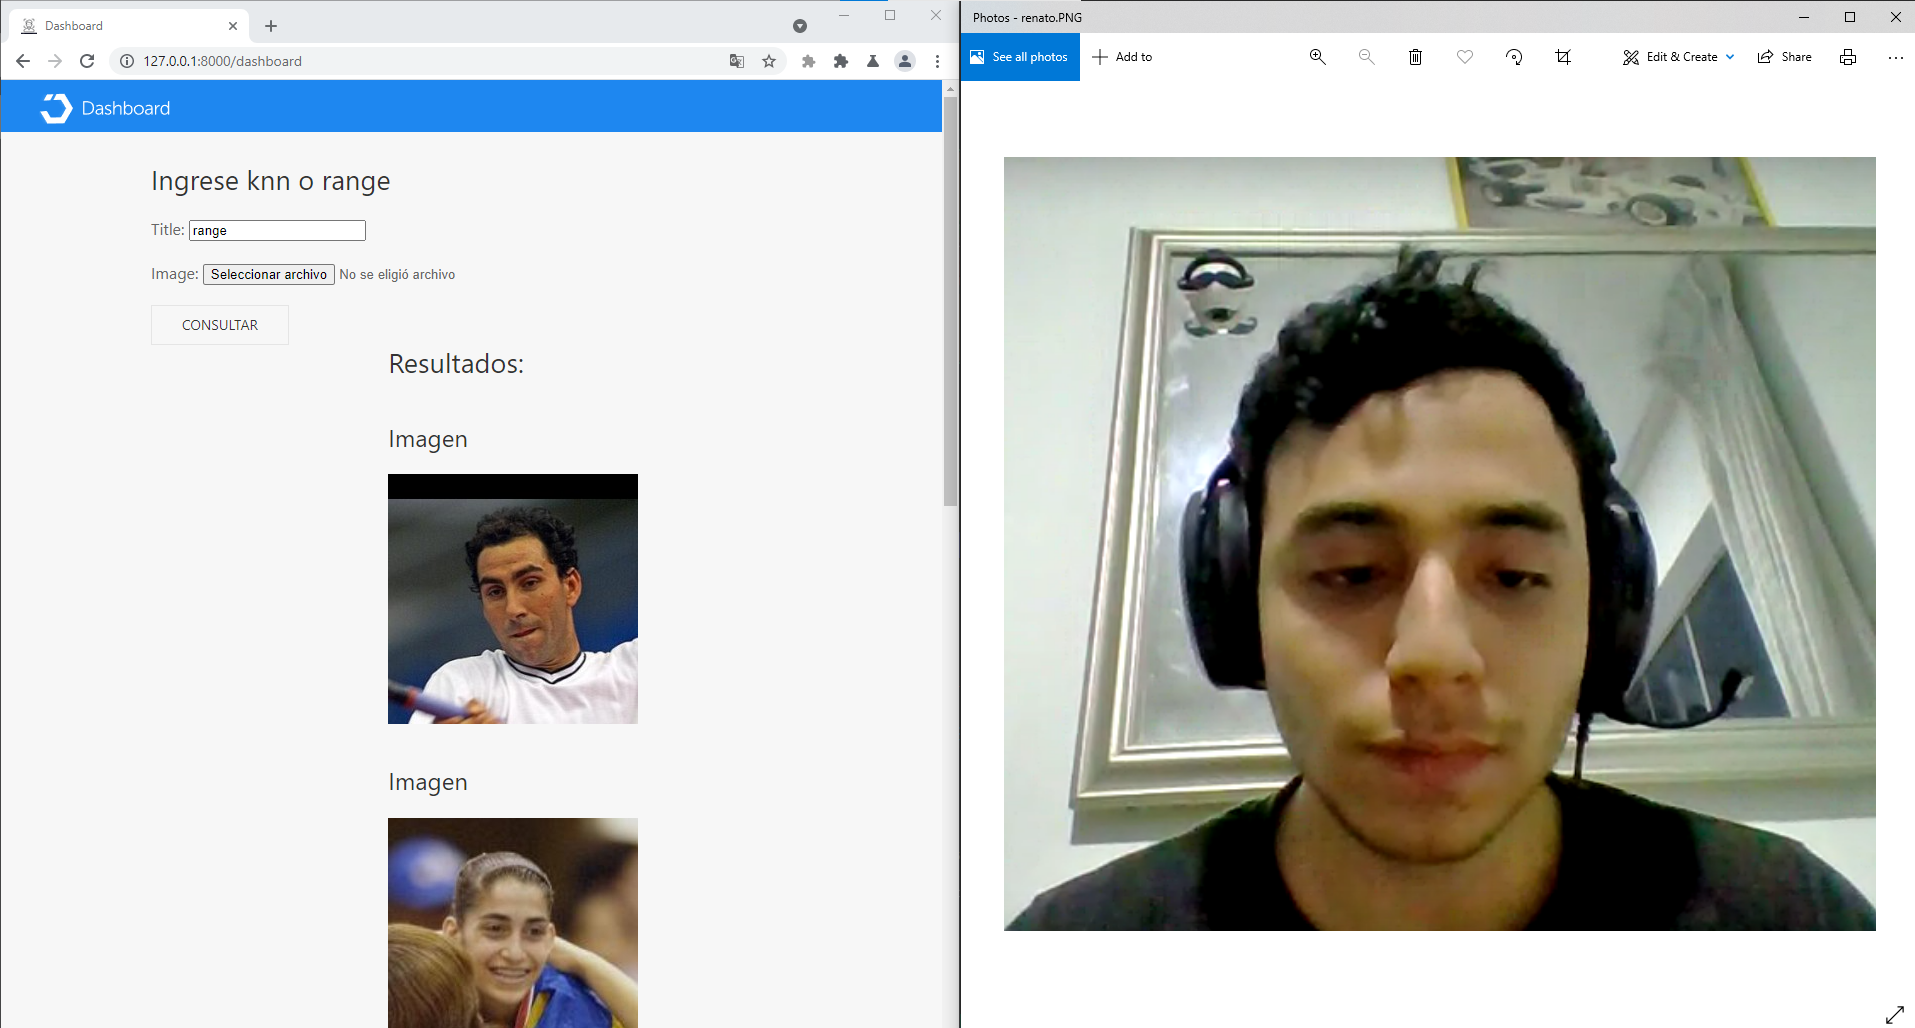 Dashboard
127.0.0.1:8000/dashboard
Dashboard
Ingrese knn o range
Title: range
Image: Seleccionar archivo No se eligió archivo
CONSULTAR
Resultados:
Imagen
Imagen
Photos - renato.PNG
See all photos
Add to
Edit & Create
Share